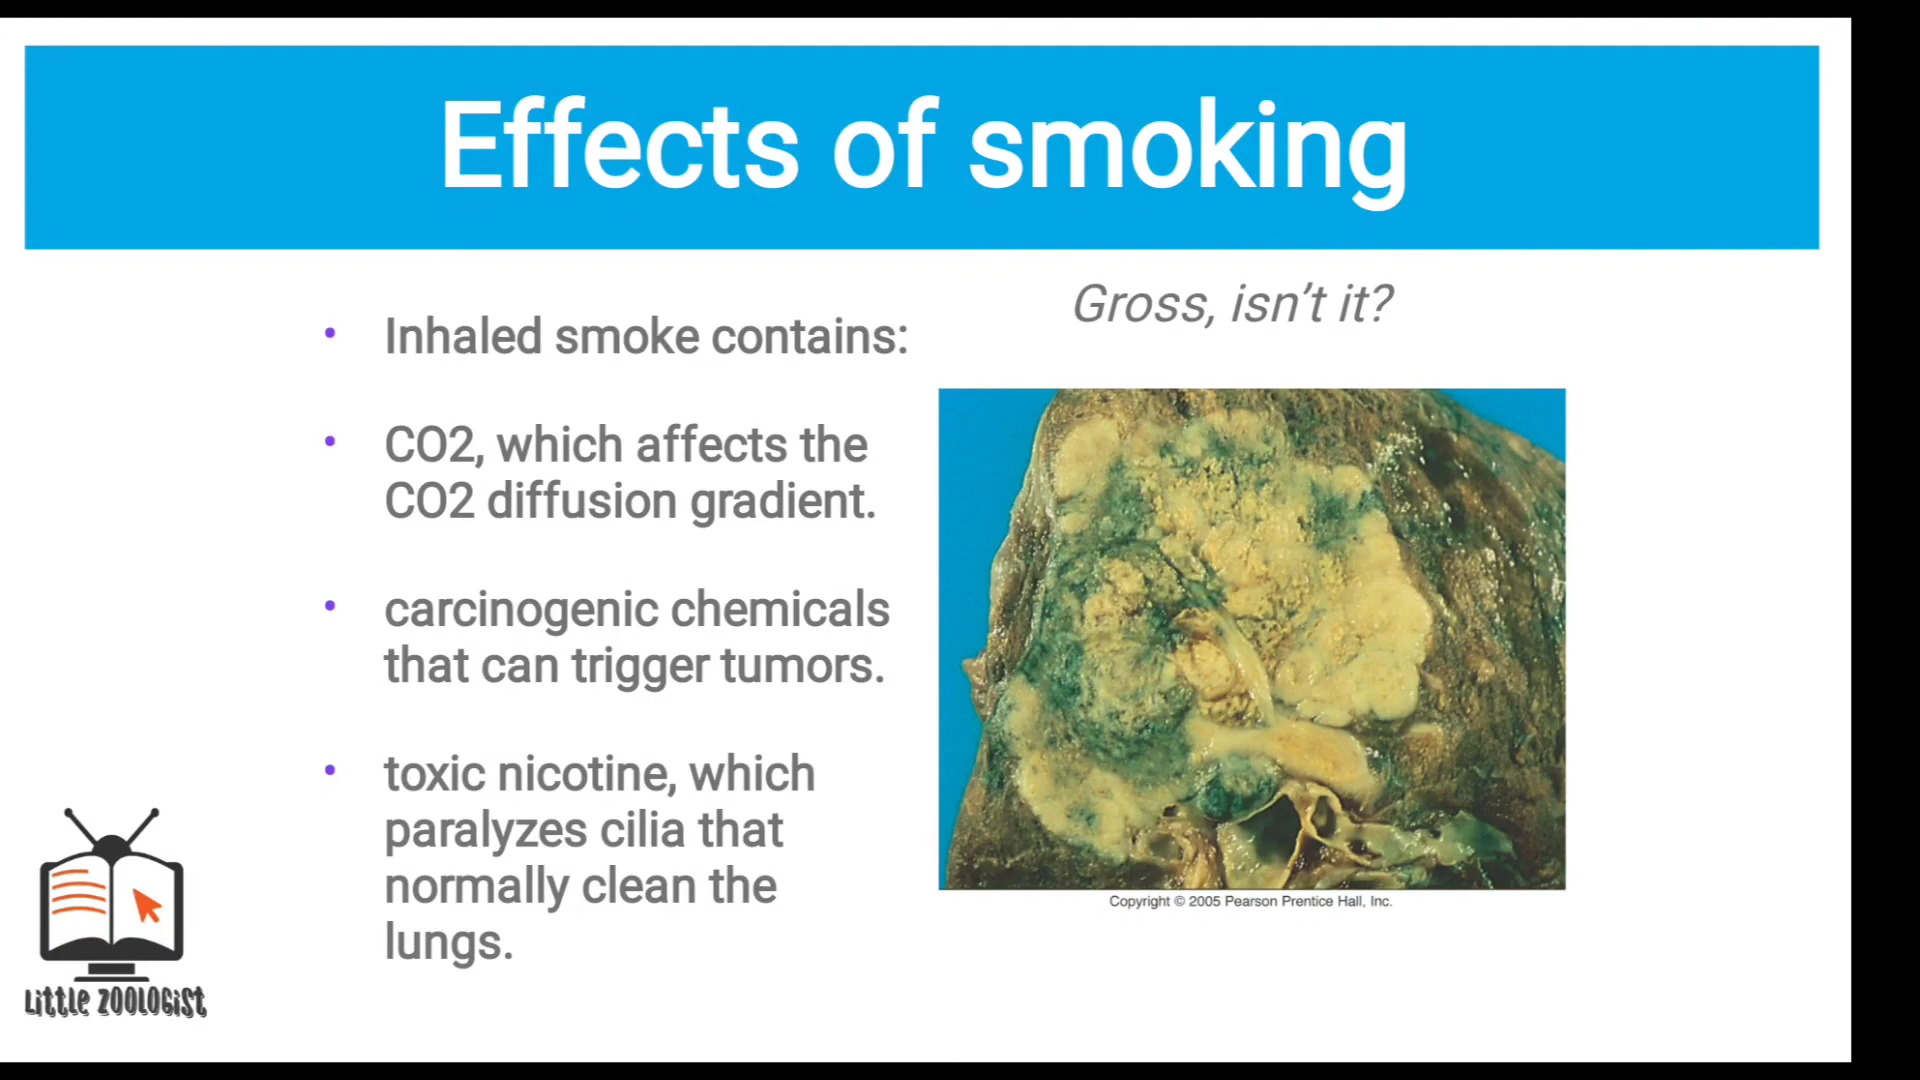 Effects of smoking
Gross, isn’t it?
• Inhaled smoke contains:
• CO2, which affects the
CO2 diffusion gradient.
• carcinogenic chemicals
that can trigger tumors.
• toxic nicotine, which
paralyzes cilia that
normally clean the
lungs.
Copyright © 2005 Pearson Prentice Hall, Inc.
LiTTLE ZOOLOGiST